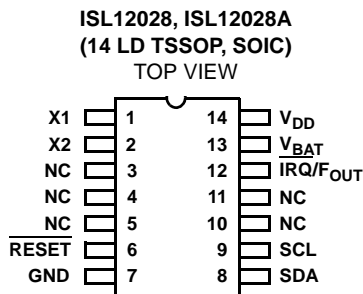 ISL12028, ISL12028A
(14 LD TSSOP, SOIC)
TOP VIEW
X1 1 14 VDD
X2 2 13 VBAT
NC 3 12 IRQ/FOUT
NC 4 11 NC
NC 5 10 NC
RESET 6 9 SCL
GND 7 8 SDA